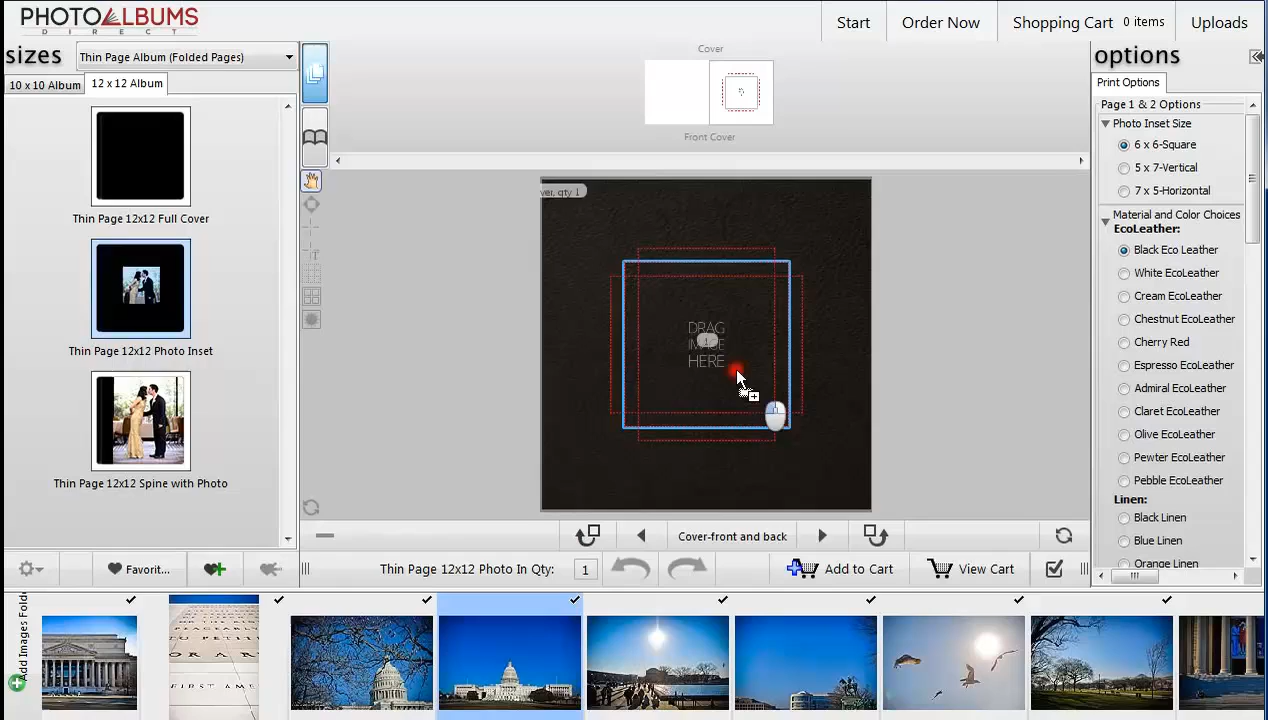 PHOTOALBUMS
DIRECT
Start
Order Now
Shopping Cart 0 items
Uploads
sizes
Thin Page Album (Folded Pages)
10 x 10 Album
12 x 12 Album
Thin Page 12x12 Full Cover
Thin Page 12x12 Photo Inset
Thin Page 12x12 Spine with Photo
Favorit...
Cover
Front Cover
ver, qty 1
DRAG
IMAGE
HERE
1
Cover-front and back
Thin Page 12x12 Photo In Qty: 1
Add to Cart
View Cart
options
Print Options
Page 1 & 2 Options
Photo Inset Size
6 x 6-Square
5 x 7-Vertical
7 x 5-Horizontal
Material and Color Choices
EcoLeather:
Black Eco Leather
White EcoLeather
Cream EcoLeather
Chestnut EcoLeather
Cherry Red
Espresso EcoLeather
Admiral EcoLeather
Claret EcoLeather
Olive EcoLeather
Pewter EcoLeather
Pebble EcoLeather
Linen:
Black Linen
Blue Linen
Orange Linen
Add Images Folde
FIRST AME